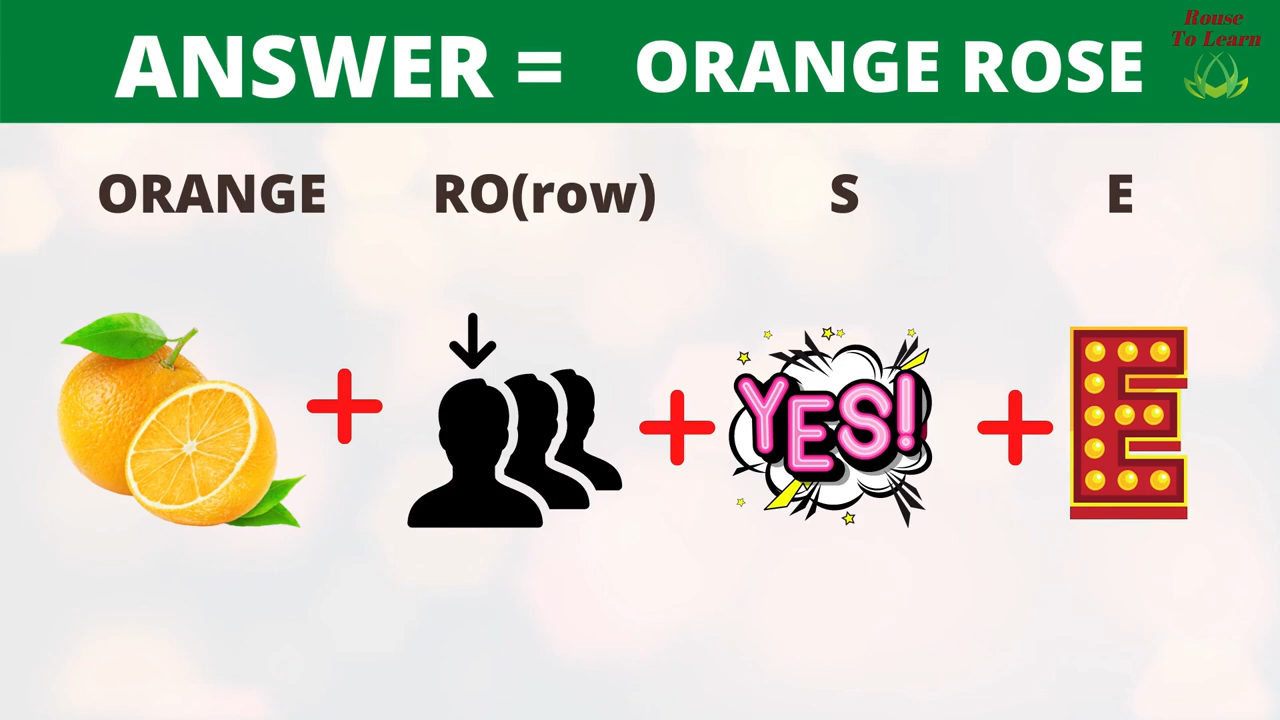 ANSWER = ORANGE ROSE
Rouse
To Learn
ORANGE RO(row) S E
YES!
E